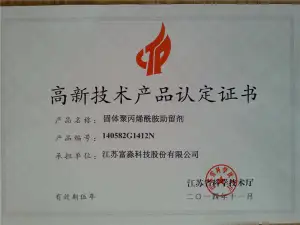 高新技术产品认定证书
产品名称：固体聚丙烯酰胺助留剂
产品编号：140582G1412N
承担单位：江苏富淼科技股份有限公司
江苏省科学技术厅
有效期伍年
二〇一四年十一月